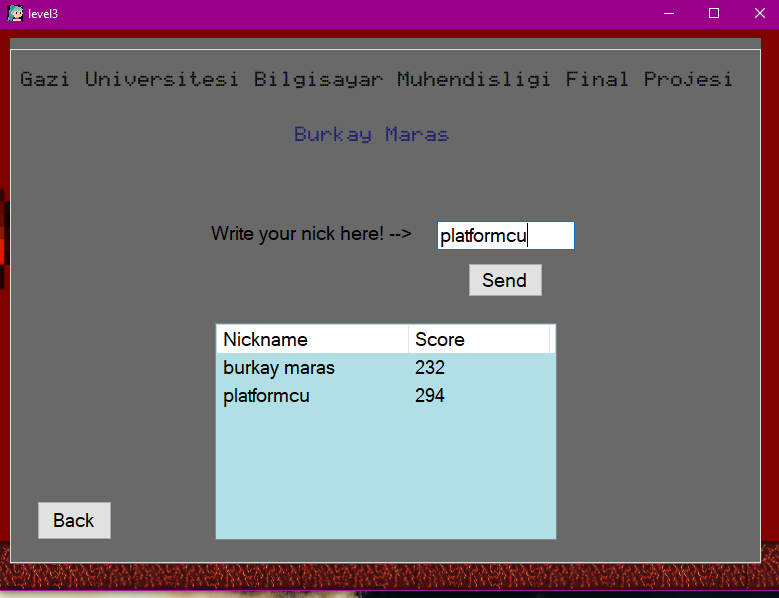 level3
Gazi Universitesi Bilgisayar Muhendisligi Final Projesi
Burkay Maras
Write your nick here! --> platformcu
Send
Nickname Score
burkay maras 232
platformcu 294
Back